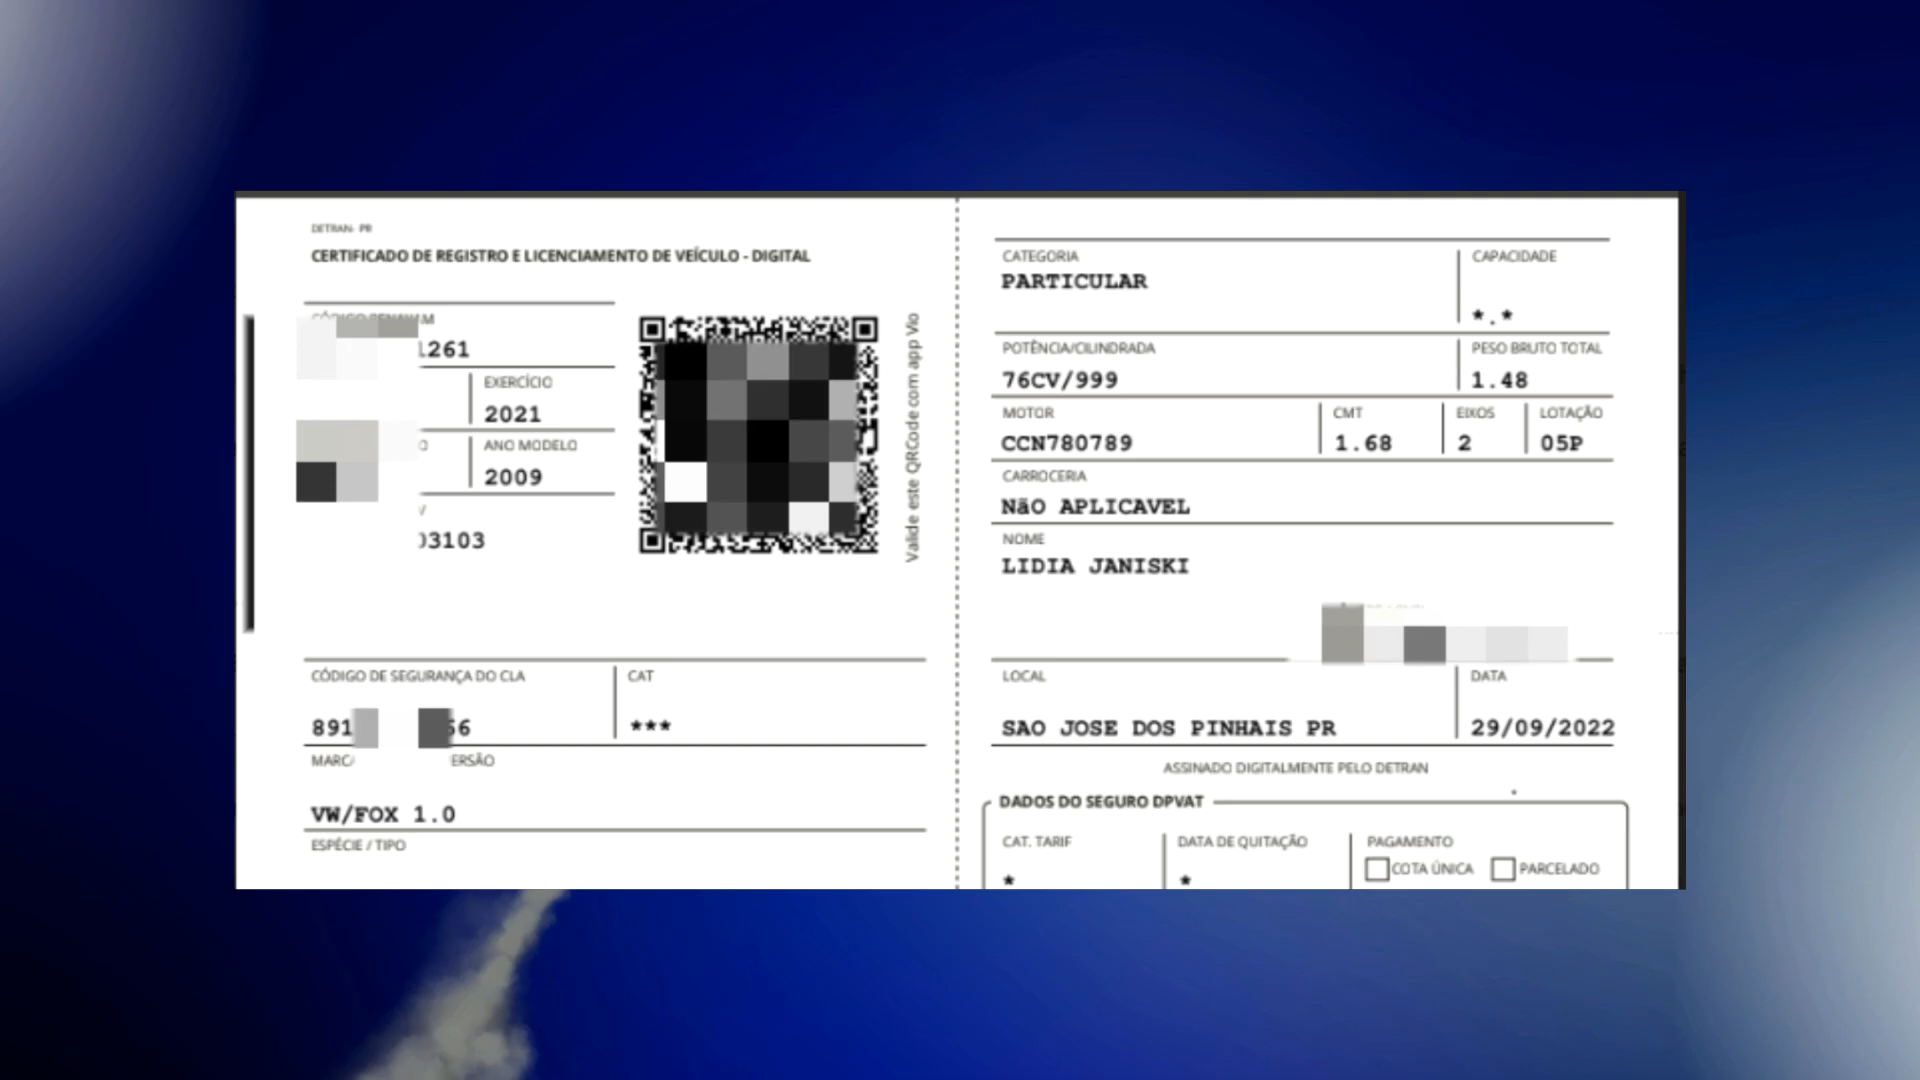 DETRAN- PR
CERTIFICADO DE REGISTRO E LICENCIAMENTO DE VEÍCULO - DIGITAL
1261
EXERCÍCIO
2021
ANO MODELO
2009
03103
Valide este QRCode com app Vio
CÓDIGO DE SEGURANÇA DO CLA
CAT
891 56
***
MARCA ERSÃO
VW/FOX 1.0
ESPÉCIE / TIPO
CATEGORIA
PARTICULAR
CAPACIDADE
*.*
POTÊNCIA/CILINDRADA
76CV/999
PESO BRUTO TOTAL
1.48
MOTOR
CCN780789
CMT
1.68
EIXOS
2
LOTAÇÃO
05P
CARROCERIA
NãO APLICAVEL
NOME
LIDIA JANISKI
LOCAL
SAO JOSE DOS PINHAIS PR
DATA
29/09/2022
ASSINADO DIGITALMENTE PELO DETRAN
DADOS DO SEGURO DPVAT
CAT. TARIF
*
DATA DE QUITAÇÃO
*
PAGAMENTO
COTA ÚNICA
PARCELADO